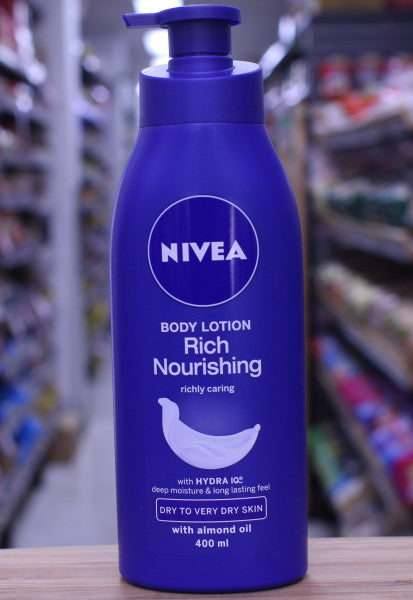 NIVEA
BODY LOTION
Rich
Nourishing
richly caring
with HYDRA IQ
deep moisture & long lasting feel
DRY TO VERY DRY SKIN
with almond oil
400 ml